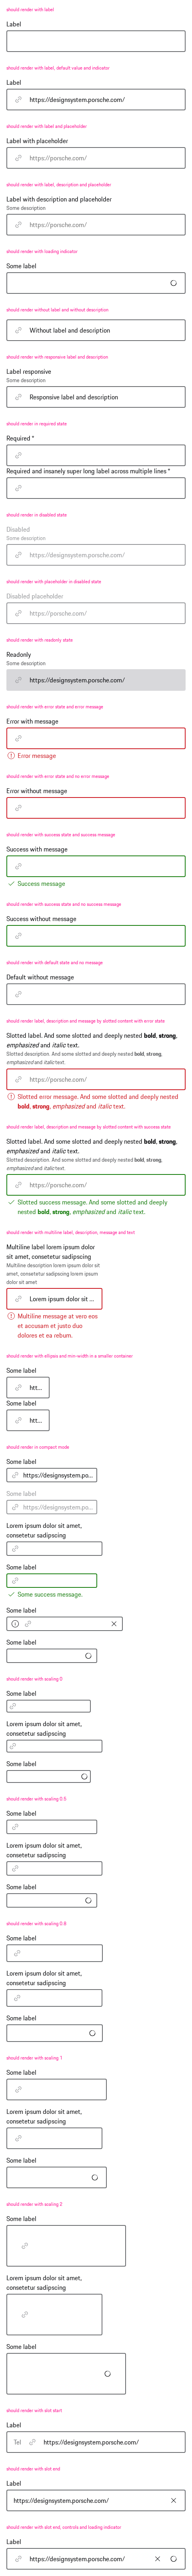 should render with label
Label
should render with label, default value and indicator
Label
https://designsystem.porsche.com/
should render with label and placeholder
Label with placeholder
https://porsche.com/
should render with label, description and placeholder
Label with description and placeholder
Some description
https://porsche.com/
should render with loading indicator
Some label
should render without label and without description
Without label and description
should render with responsive label and description
Label responsive
Some description
Responsive label and description
should render in required state
Required *
Required and insanely super long label across multiple lines *
should render in disabled state
Disabled
Some description
https://designsystem.porsche.com/
should render with placeholder in disabled state
Disabled placeholder
https://porsche.com/
should render with readonly state
Readonly
Some description
https://designsystem.porsche.com/
should render with error state and error message
Error with message
Error message
should render with error state and no error message
Error without message
should render with success state and success message
Success with message
Success message
should render with success state and no success message
Success without message
should render with default state and no message
Default without message
should render label, description and message by slotted content with error state
Slotted label. And some slotted and deeply nested bold, strong,
emphasized and italic text.
Slotted description. And some slotted and deeply nested bold, strong,
emphasized and italic text.
https://porsche.com/
Slotted error message. And some slotted and deeply nested
bold, strong, emphasized and italic text.
should render label, description and message by slotted content with success state
Slotted label. And some slotted and deeply nested bold, strong,
emphasized and italic text.
Slotted description. And some slotted and deeply nested bold, strong,
emphasized and italic text.
https://porsche.com/
Slotted success message. And some slotted and deeply
nested bold, strong, emphasized and italic text.
should render with multiline label, description, message and text
Multiline label lorem ipsum dolor
sit amet, consetetur sadipscing
Multiline description lorem ipsum dolor
sit amet, consetetur sadipscing lorem ipsum
dolor sit amet
Lorem ipsum dolor sit ...
Multiline message at vero eos
et accusam et justo duo
dolores et ea rebum.
should render with ellipsis and min-width in a smaller container
Some label
htt...
Some label
htt...
should render in compact mode
Some label
https://designsystem.po...
Some label
https://designsystem.po...
Lorem ipsum dolor sit amet,
consetetur sadipscing
Some label
Some success message.
Some label
Some label
should render with scaling 0
Some label
Lorem ipsum dolor sit amet,
consetetur sadipscing
Some label
should render with scaling 0.5
Some label
Lorem ipsum dolor sit amet,
consetetur sadipscing
Some label
should render with scaling 0.8
Some label
Lorem ipsum dolor sit amet,
consetetur sadipscing
Some label
should render with scaling 1
Some label
Lorem ipsum dolor sit amet,
consetetur sadipscing
Some label
should render with scaling 2
Some label
Lorem ipsum dolor sit amet,
consetetur sadipscing
Some label
should render with slot start
Label
Tel https://designsystem.porsche.com/
should render with slot end
Label
https://designsystem.porsche.com/
should render with slot end, controls and loading indicator
Label
https://designsystem.porsche.com/